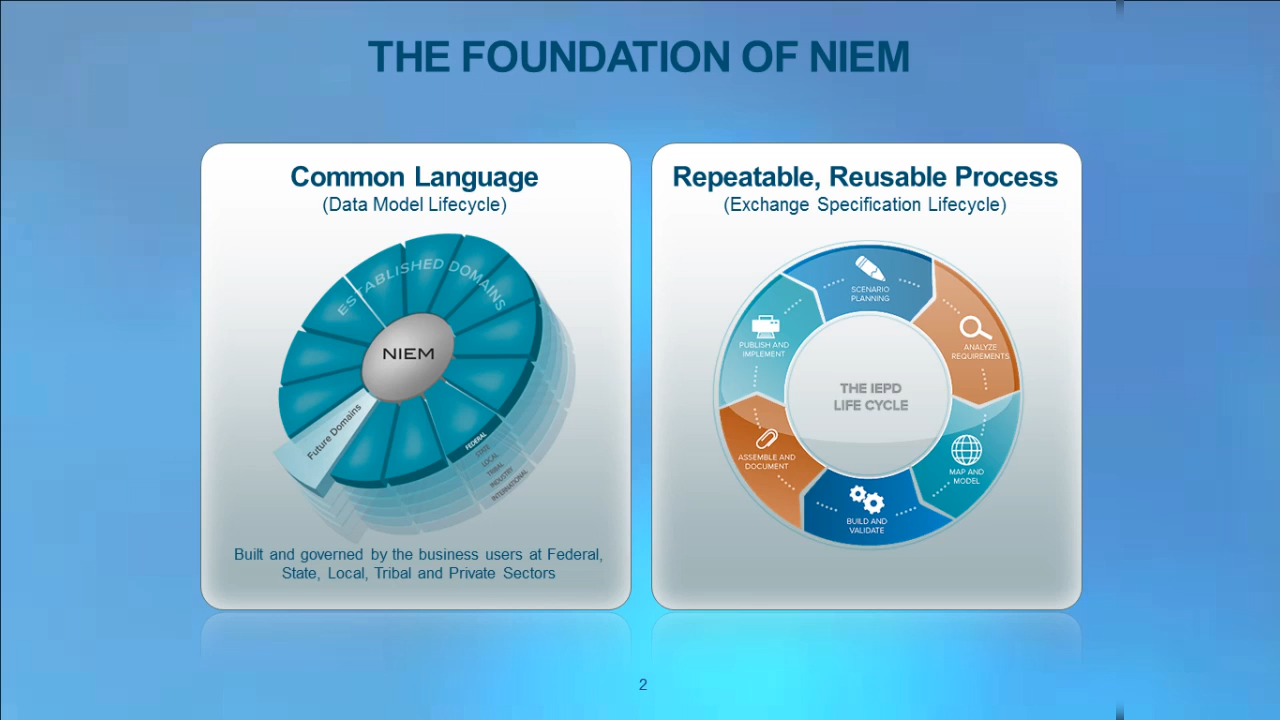 THE FOUNDATION OF NIEM
Common Language
(Data Model Lifecycle)
ESTABLISHED DOMAINS
NIEM
Future Domains
FEDERAL
STATE
LOCAL
TRIBAL
INDUSTRY
INTERNATIONAL
Built and governed by the business users at Federal,
State, Local, Tribal and Private Sectors
Repeatable, Reusable Process
(Exchange Specification Lifecycle)
SCENARIO
PLANNING
ANALYZE
REQUIREMENTS
MAP AND
MODEL
BUILD AND
VALIDATE
ASSEMBLE AND
DOCUMENT
PUBLISH AND
IMPLEMENT
THE IEPD
LIFE CYCLE
2